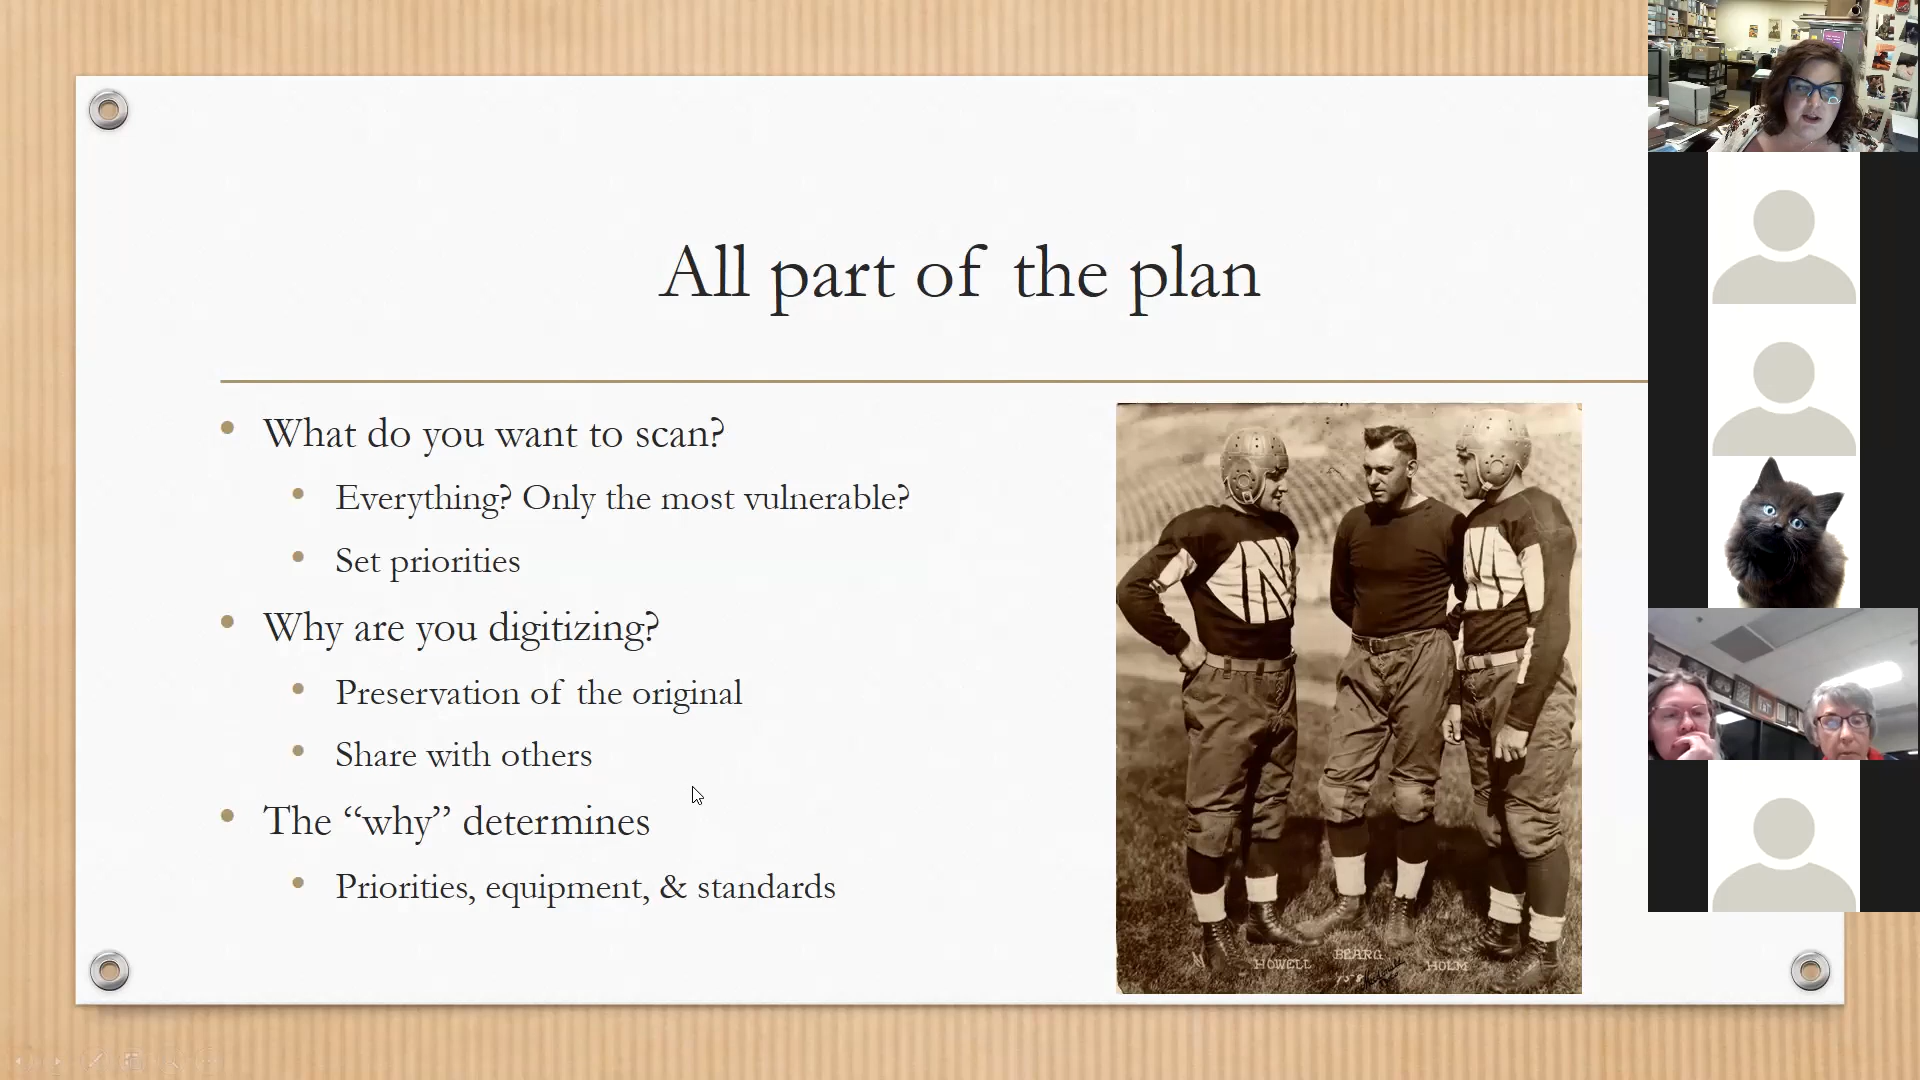 All part of the plan
What do you want to scan?
Everything? Only the most vulnerable?
Set priorities
Why are you digitizing?
Preservation of the original
Share with others
The “why” determines
Priorities, equipment, & standards
N
N
HOWELL BEARG HOLM